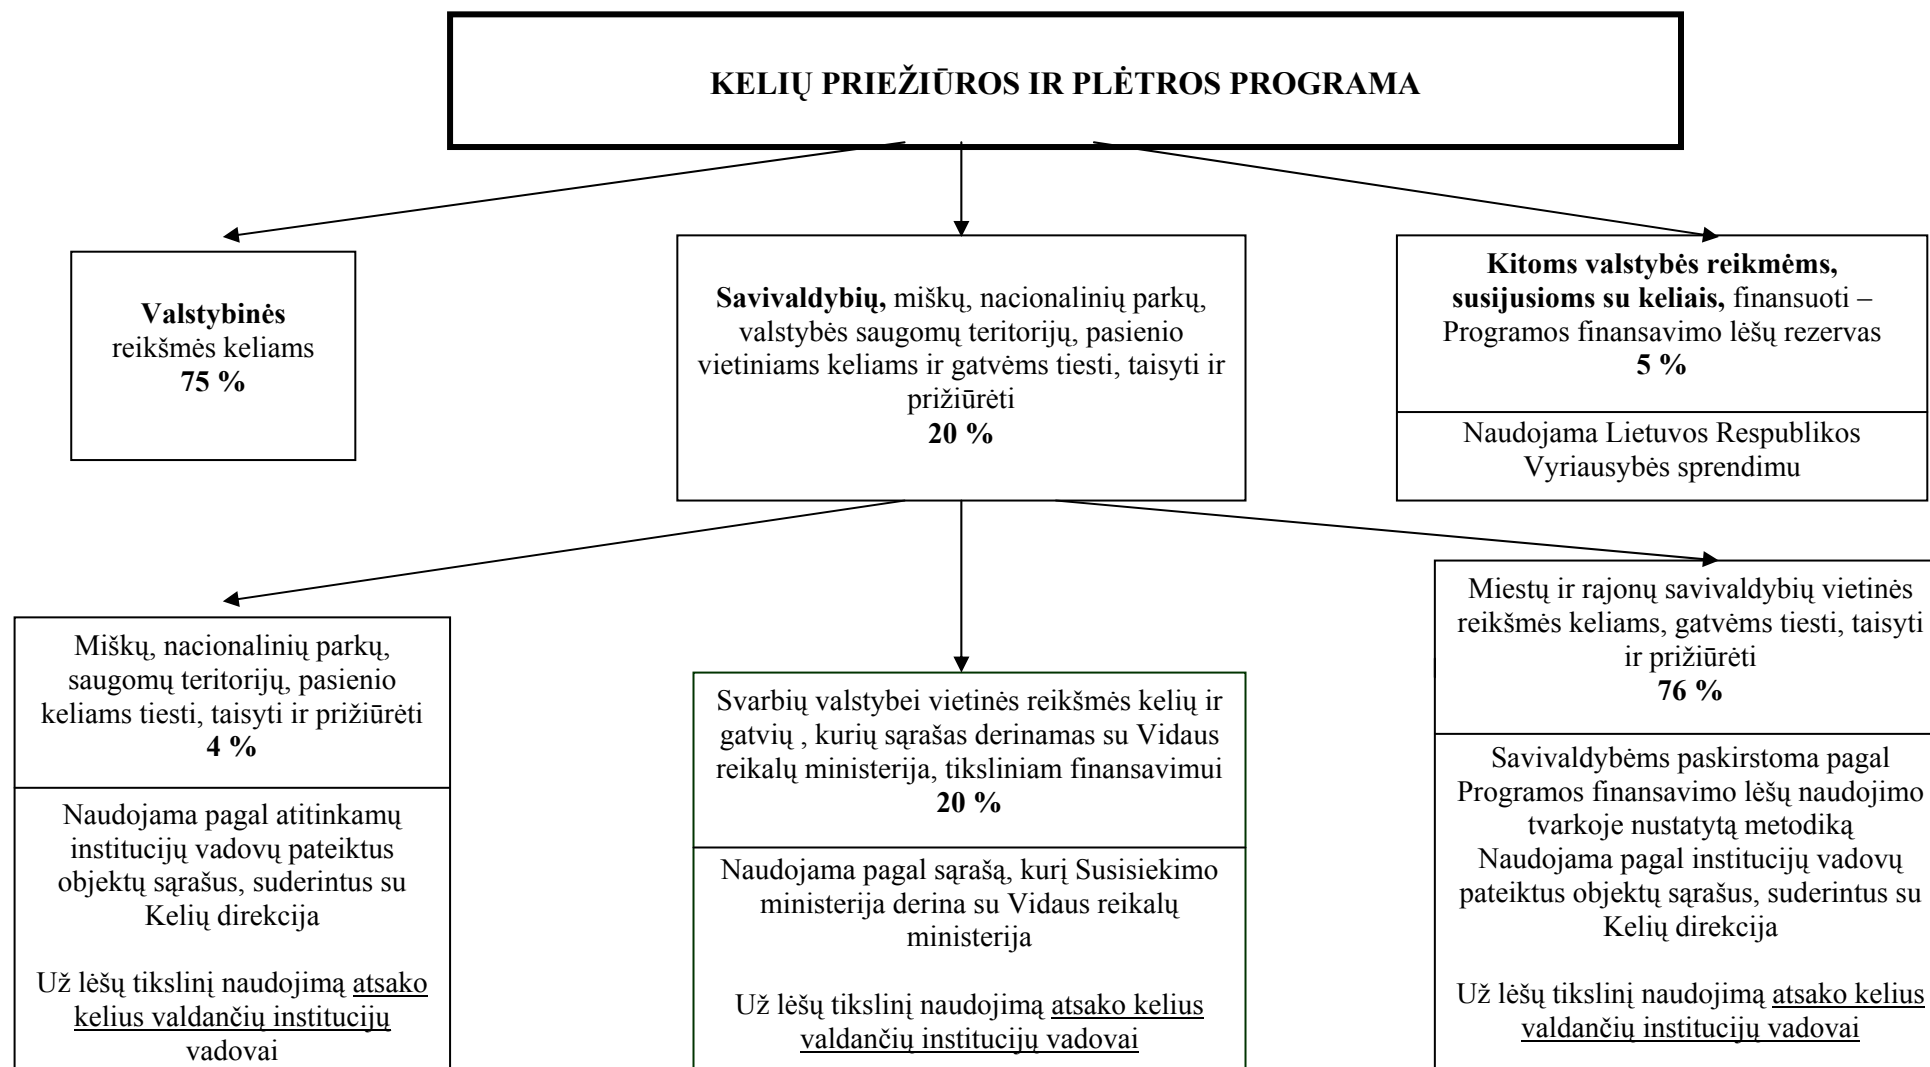 KELIŲ PRIEŽIŪROS IR PLĖTROS PROGRAMA
Valstybinės
reikšmės keliams
75 %
Savivaldybių, miškų, nacionalinių parkų,
valstybės saugomų teritorijų, pasienio
vietiniams keliams ir gatvėms tiesti, taisyti ir
prižiūrėti
20 %
Kitoms valstybės reikmėms,
susijusioms su keliais, finansuoti –
Programos finansavimo lėšų rezervas
5 %
Naudojama Lietuvos Respublikos
Vyriausybės sprendimu
Miškų, nacionalinių parkų,
saugomų teritorijų, pasienio
keliams tiesti, taisyti ir prižiūrėti
4 %
Naudojama pagal atitinkamų
institucijų vadovų pateiktus
objektų sąrašus, suderintus su
Kelių direkcija
Už lėšų tikslinį naudojimą atsako
kelius valdančių institucijų
vadovai
Svarbių valstybei vietinės reikšmės kelių ir
gatvių , kurių sąrašas derinamas su Vidaus
reikalų ministerija, tiksliniam finansavimui
20 %
Naudojama pagal sąrašą, kurį Susisiekimo
ministerija derina su Vidaus reikalų
ministerija
Už lėšų tikslinį naudojimą atsako kelius
valdančių institucijų vadovai
Miestų ir rajonų savivaldybių vietinės
reikšmės keliams, gatvėms tiesti, taisyti
ir prižiūrėti
76 %
Savivaldybėms paskirstoma pagal
Programos finansavimo lėšų naudojimo
tvarkoje nustatytą metodiką
Naudojama pagal institucijų vadovų
pateiktus objektų sąrašus, suderintus su
Kelių direkcija
Už lėšų tikslinį naudojimą atsako kelius
valdančių institucijų vadovai